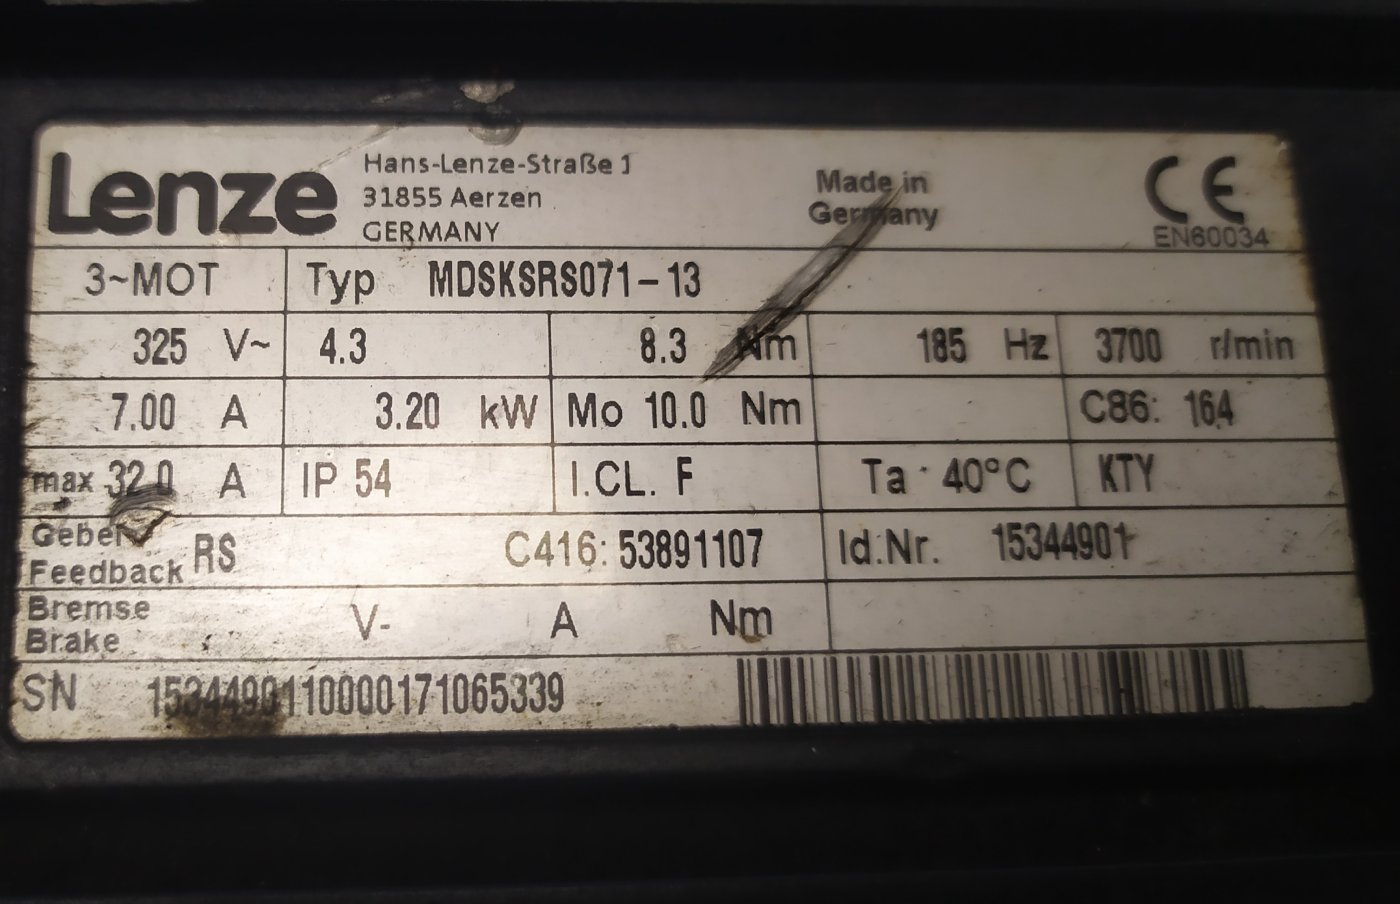 Lenze
Hans-Lenze-Straße 1
31855 Aerzen
GERMANY
Made in
Germany
CE
EN60034
3~MOT Typ MDSKSRS071-13
325 V~ 4.3 8.3 Nm 185 Hz 3700 r/min
7.00 A 3.20 kW Mo 10.0 Nm C86: 164
max 32.0 A IP 54 I.CL. F Ta · 40°C KTY
Geber
Feedback RS C416: 53891107 Id.Nr. 15344901
Bremse
Brake V- A Nm
SN 1534490110000171065339